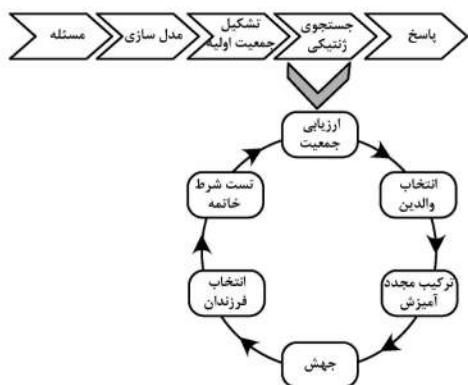 مسئله
مدل سازی
تشکیل
جمعیت اولیه
جستجوی
ژنتیکی
پاسخ
ارزیابی
جمعیت
انتخاب
والدین
ترکیب مجدد
آمیزش
جهش
انتخاب
فرزندان
تست شرط
خاتمه